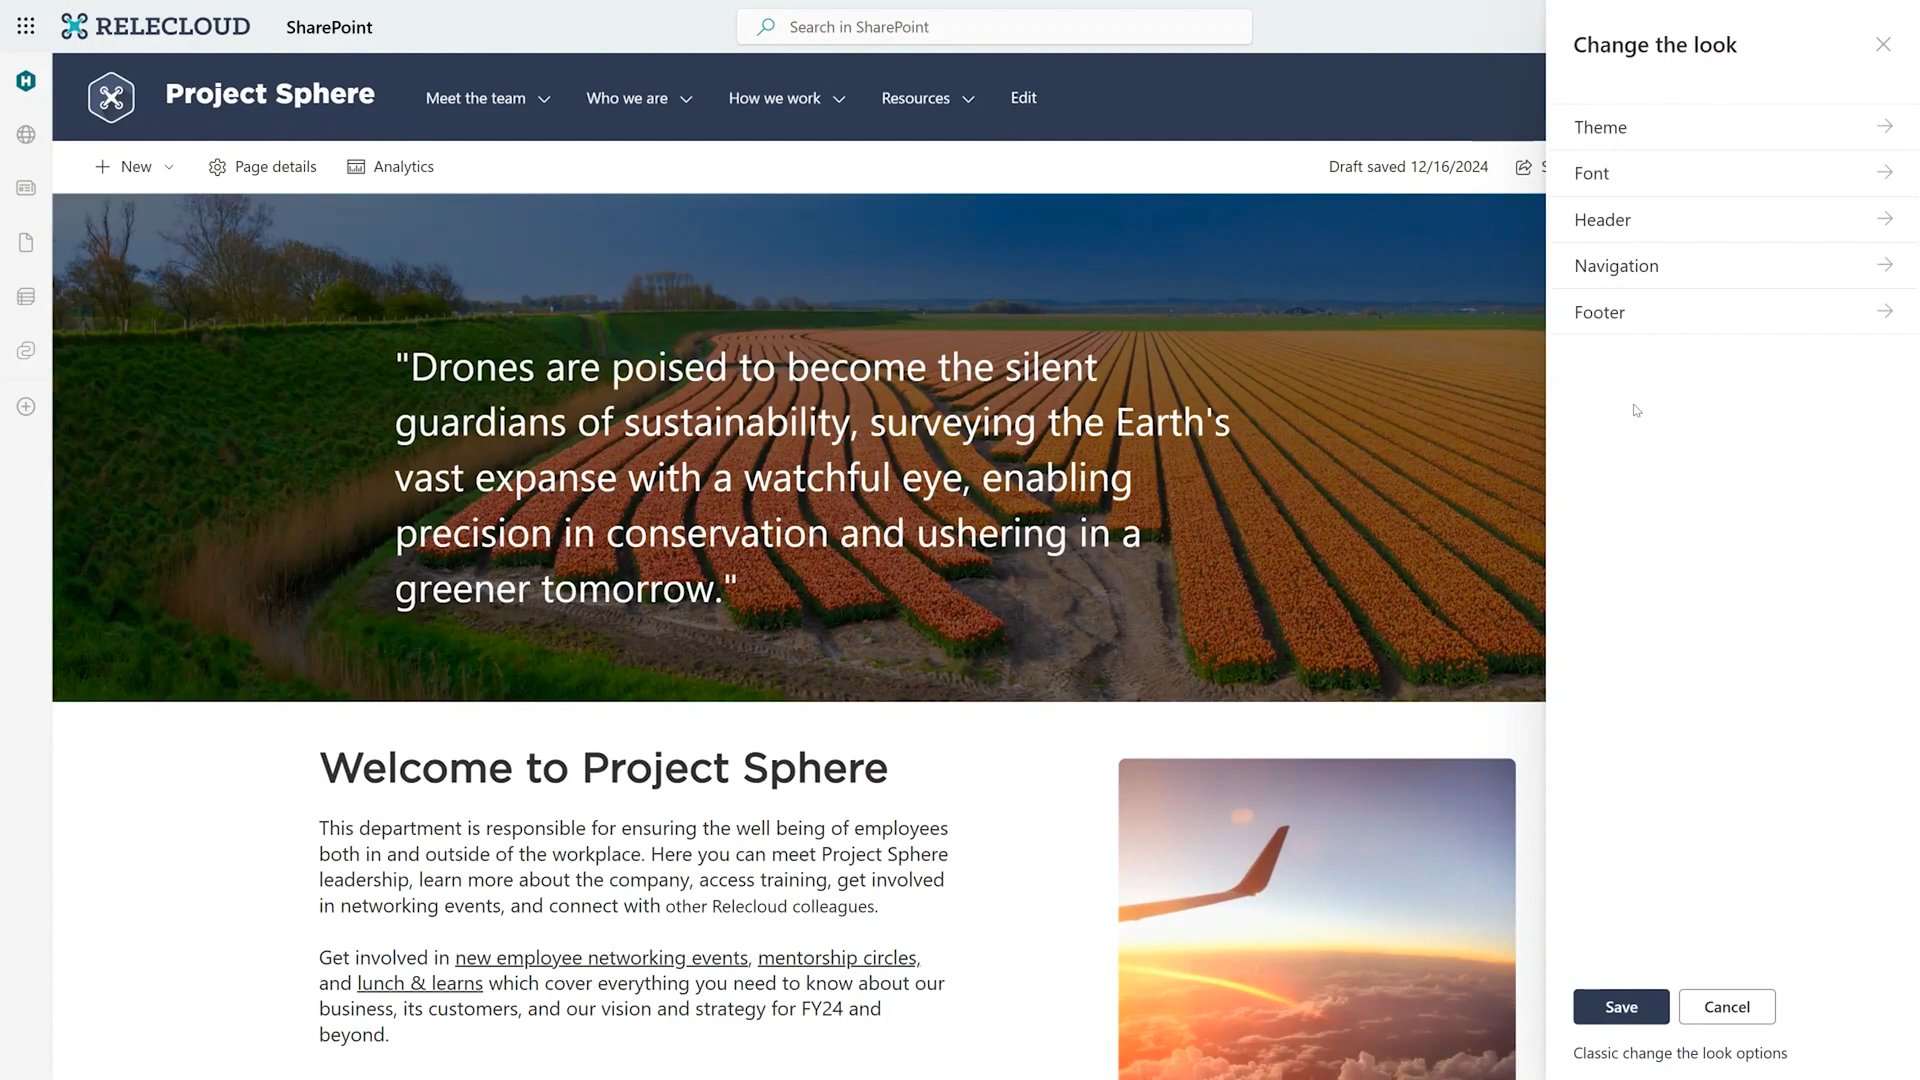 RELECLOUD
SharePoint
Search in SharePoint
Project Sphere
Meet the team
Who we are
How we work
Resources
Edit
New
Page details
Analytics
Draft saved 12/16/2024
"Drones are poised to become the silent
guardians of sustainability, surveying the Earth's
vast expanse with a watchful eye, enabling
precision in conservation and ushering in a
greener tomorrow."
Welcome to Project Sphere
This department is responsible for ensuring the well being of employees
both in and outside of the workplace. Here you can meet Project Sphere
leadership, learn more about the company, access training, get involved
in networking events, and connect with other Relecloud colleagues.
Get involved in new employee networking events, mentorship circles,
and lunch & learns which cover everything you need to know about our
business, its customers, and our vision and strategy for FY24 and
beyond.
Change the look
Theme
Font
Header
Navigation
Footer
Save
Cancel
Classic change the look options